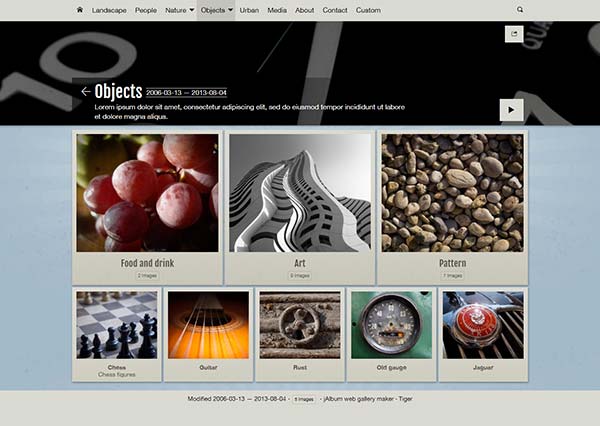 Landscape People Nature Objects Urban Media About Contact Custom
10
QUA
Objects 2006-03-13 — 2013-08-04
Lorem ipsum dolor sit amet, consectetur adipiscing elit, sed do eiusmod tempor incididunt ut labore
et dolore magna aliqua.
Food and drink Art Pattern
2 images 9 images 7 images
Chess Guitar Rust Old gauge Jaguar
Chess figures
Modified 2006-03-13 — 2013-08-04 · 5 images · jAlbum web gallery maker · Tiger